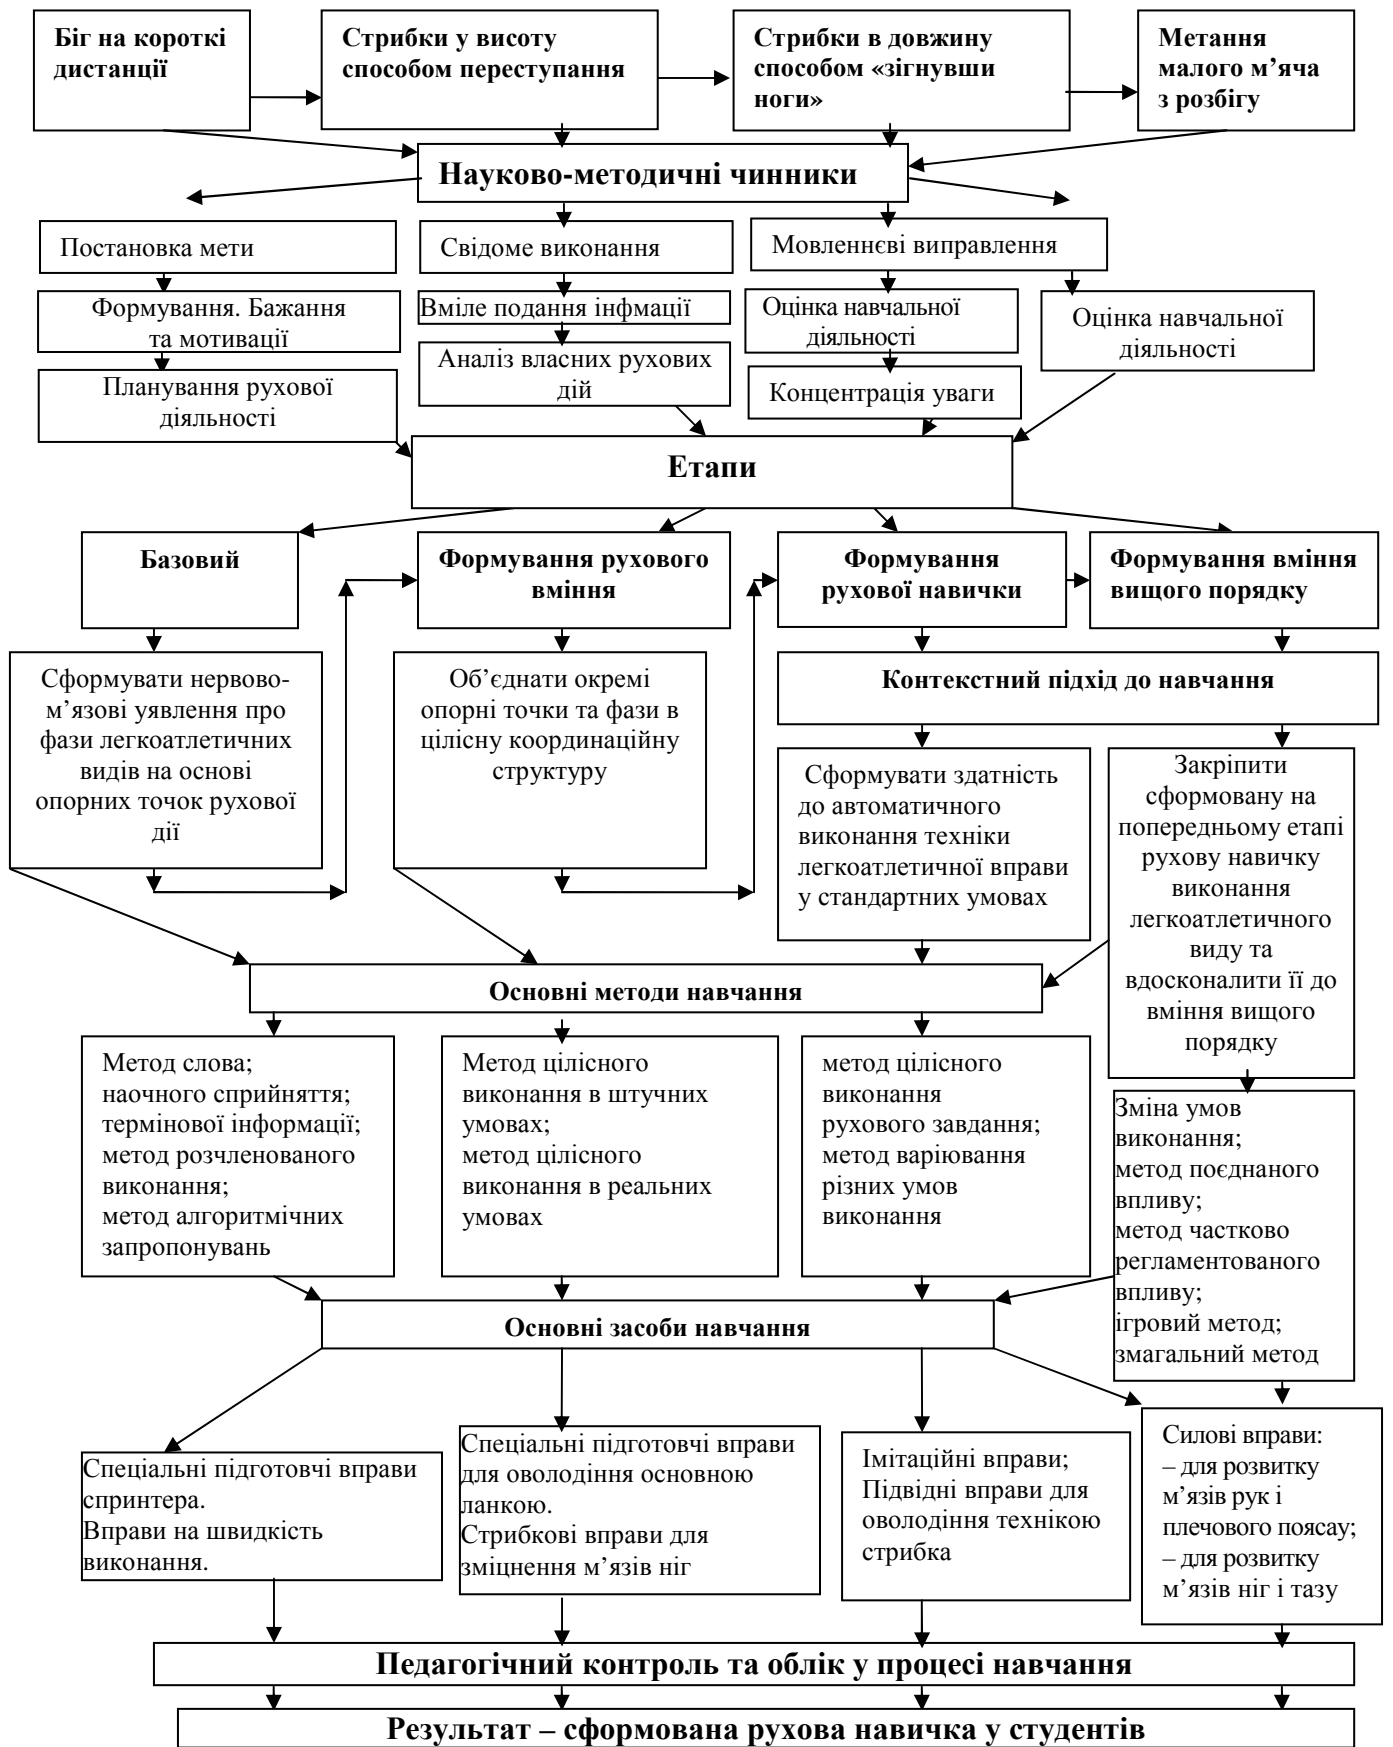 Біг на короткі
дистанції
Стрибки у висоту
способом переступання
Стрибки в довжину
способом «зігнувши
ноги»
Метання
малого м’яча
з розбігу
Науково-методичні чинники
Постановка мети
Свідоме виконання
Мовленнєві виправлення
Формування. Бажання
та мотивації
Вміле подання інфмації
Оцінка навчальної
діяльності
Оцінка навчальної
діяльності
Планування рухової
діяльності
Аналіз власних рухових
дій
Концентрація уваги
Етапи
Базовий
Формування рухового
вміння
Формування
рухової навички
Формування вміння
вищого порядку
Сформувати нервово-
м’язові уявлення про
фази легкоатлетичних
видів на основі
опорних точок рухової
дії
Об’єднати окремі
опорні точки та фази в
цілісну координаційну
структуру
Контекстний підхід до навчання
Сформувати здатність
до автоматичного
виконання техніки
легкоатлетичної вправи
у стандартних умовах
Закріпити
сформовану на
попередньому етапі
рухову навичку
виконання
легкоатлетичного
виду та
вдосконалити її до
вміння вищого
порядку
Основні методи навчання
Метод слова;
наочного сприйняття;
термінової інформації;
метод розчленованого
виконання;
метод алгоритмічних
запропонувань
Метод цілісного
виконання в штучних
умовах;
метод цілісного
виконання в реальних
умовах
метод цілісного
виконання
рухового завдання;
метод варіювання
різних умов
виконання
Зміна умов
виконання;
метод поєднаного
впливу;
метод частково
регламентованого
впливу;
ігровий метод;
змагальний метод
Основні засоби навчання
Спеціальні підготовчі вправи
спринтера.
Вправи на швидкість
виконання.
Спеціальні підготовчі вправи
для оволодіння основною
ланкою.
Стрибкові вправи для
зміцнення м’язів ніг
Імітаційні вправи;
Підвідні вправи для
оволодіння технікою
стрибка
Силові вправи:
– для розвитку
м’язів рук і
плечового поясау;
– для розвитку
м’язів ніг і тазу
Педагогічний контроль та облік у процесі навчання
Результат – сформована рухова навичка у студентів